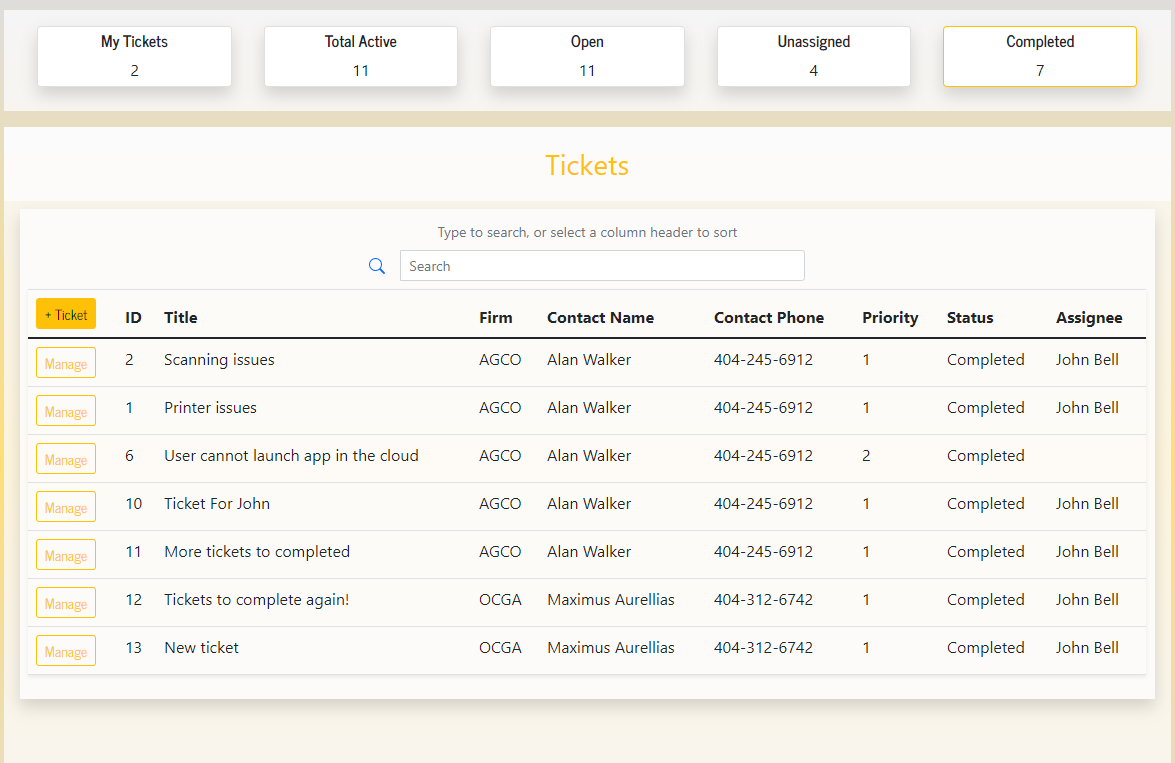 My Tickets Total Active Open Unassigned Completed
2 11 11 4 7
Tickets
Type to search, or select a column header to sort
Search
+ Ticket ID Title Firm Contact Name Contact Phone Priority Status Assignee
Manage 2 Scanning issues AGCO Alan Walker 404-245-6912 1 Completed John Bell
Manage 1 Printer issues AGCO Alan Walker 404-245-6912 1 Completed John Bell
Manage 6 User cannot launch app in the cloud AGCO Alan Walker 404-245-6912 2 Completed
Manage 10 Ticket For John AGCO Alan Walker 404-245-6912 1 Completed John Bell
Manage 11 More tickets to completed AGCO Alan Walker 404-245-6912 1 Completed John Bell
Manage 12 Tickets to complete again! OCGA Maximus Aurellias 404-312-6742 1 Completed John Bell
Manage 13 New ticket OCGA Maximus Aurellias 404-312-6742 1 Completed John Bell